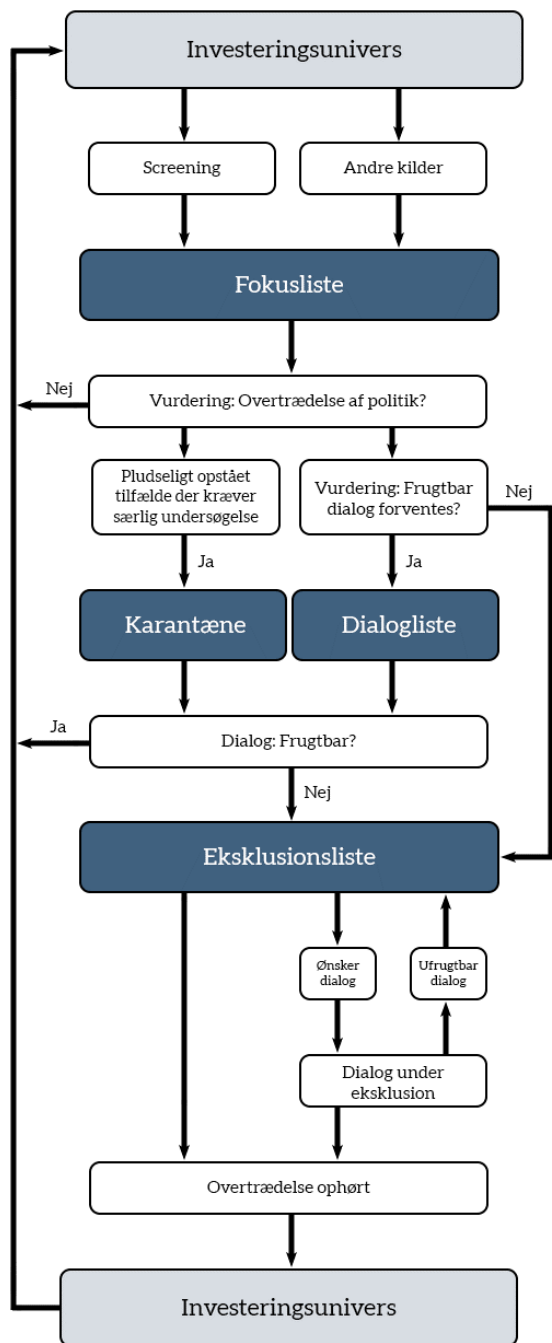 Investeringsunivers
Screening
Andre kilder
Fokusliste
Nej
Vurdering: Overtrædelse af politik?
Pludseligt opstået
tilfælde der kræver
særlig undersøgelse
Vurdering: Frugtbar
dialog forventes?
Nej
Ja
Ja
Karantæne
Dialogliste
Ja
Dialog: Frugtbar?
Nej
Eksklusionsliste
Ønsker
dialog
Ufrugtbar
dialog
Dialog under
eksklusion
Overtrædelse ophørt
Investeringsunivers